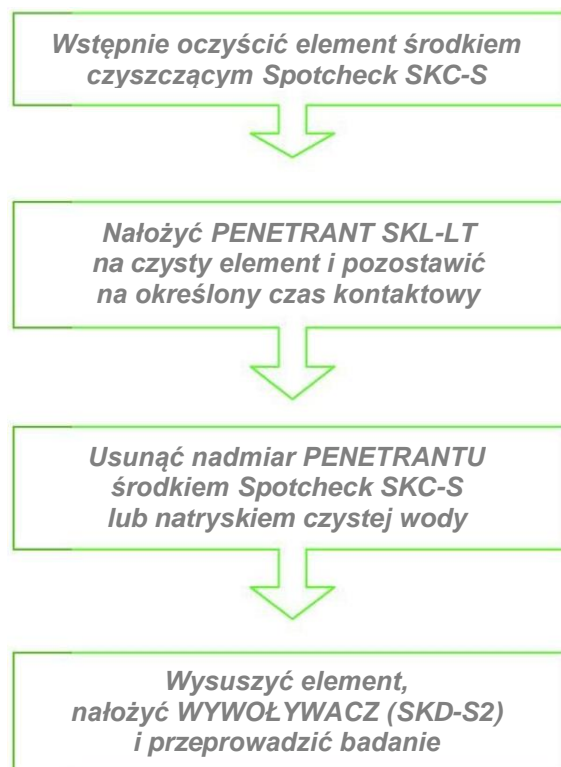 Wstępnie oczyścić element środkiem
czyszczącym Spotcheck SKC-S
Nałożyć PENETRANT SKL-LT
na czysty element i pozostawić
na określony czas kontaktowy
Usunąć nadmiar PENETRANTU
środkiem Spotcheck SKC-S
lub natryskiem czystej wody
Wysuszyć element,
nałożyć WYWOŁYWACZ (SKD-S2)
i przeprowadzić badanie